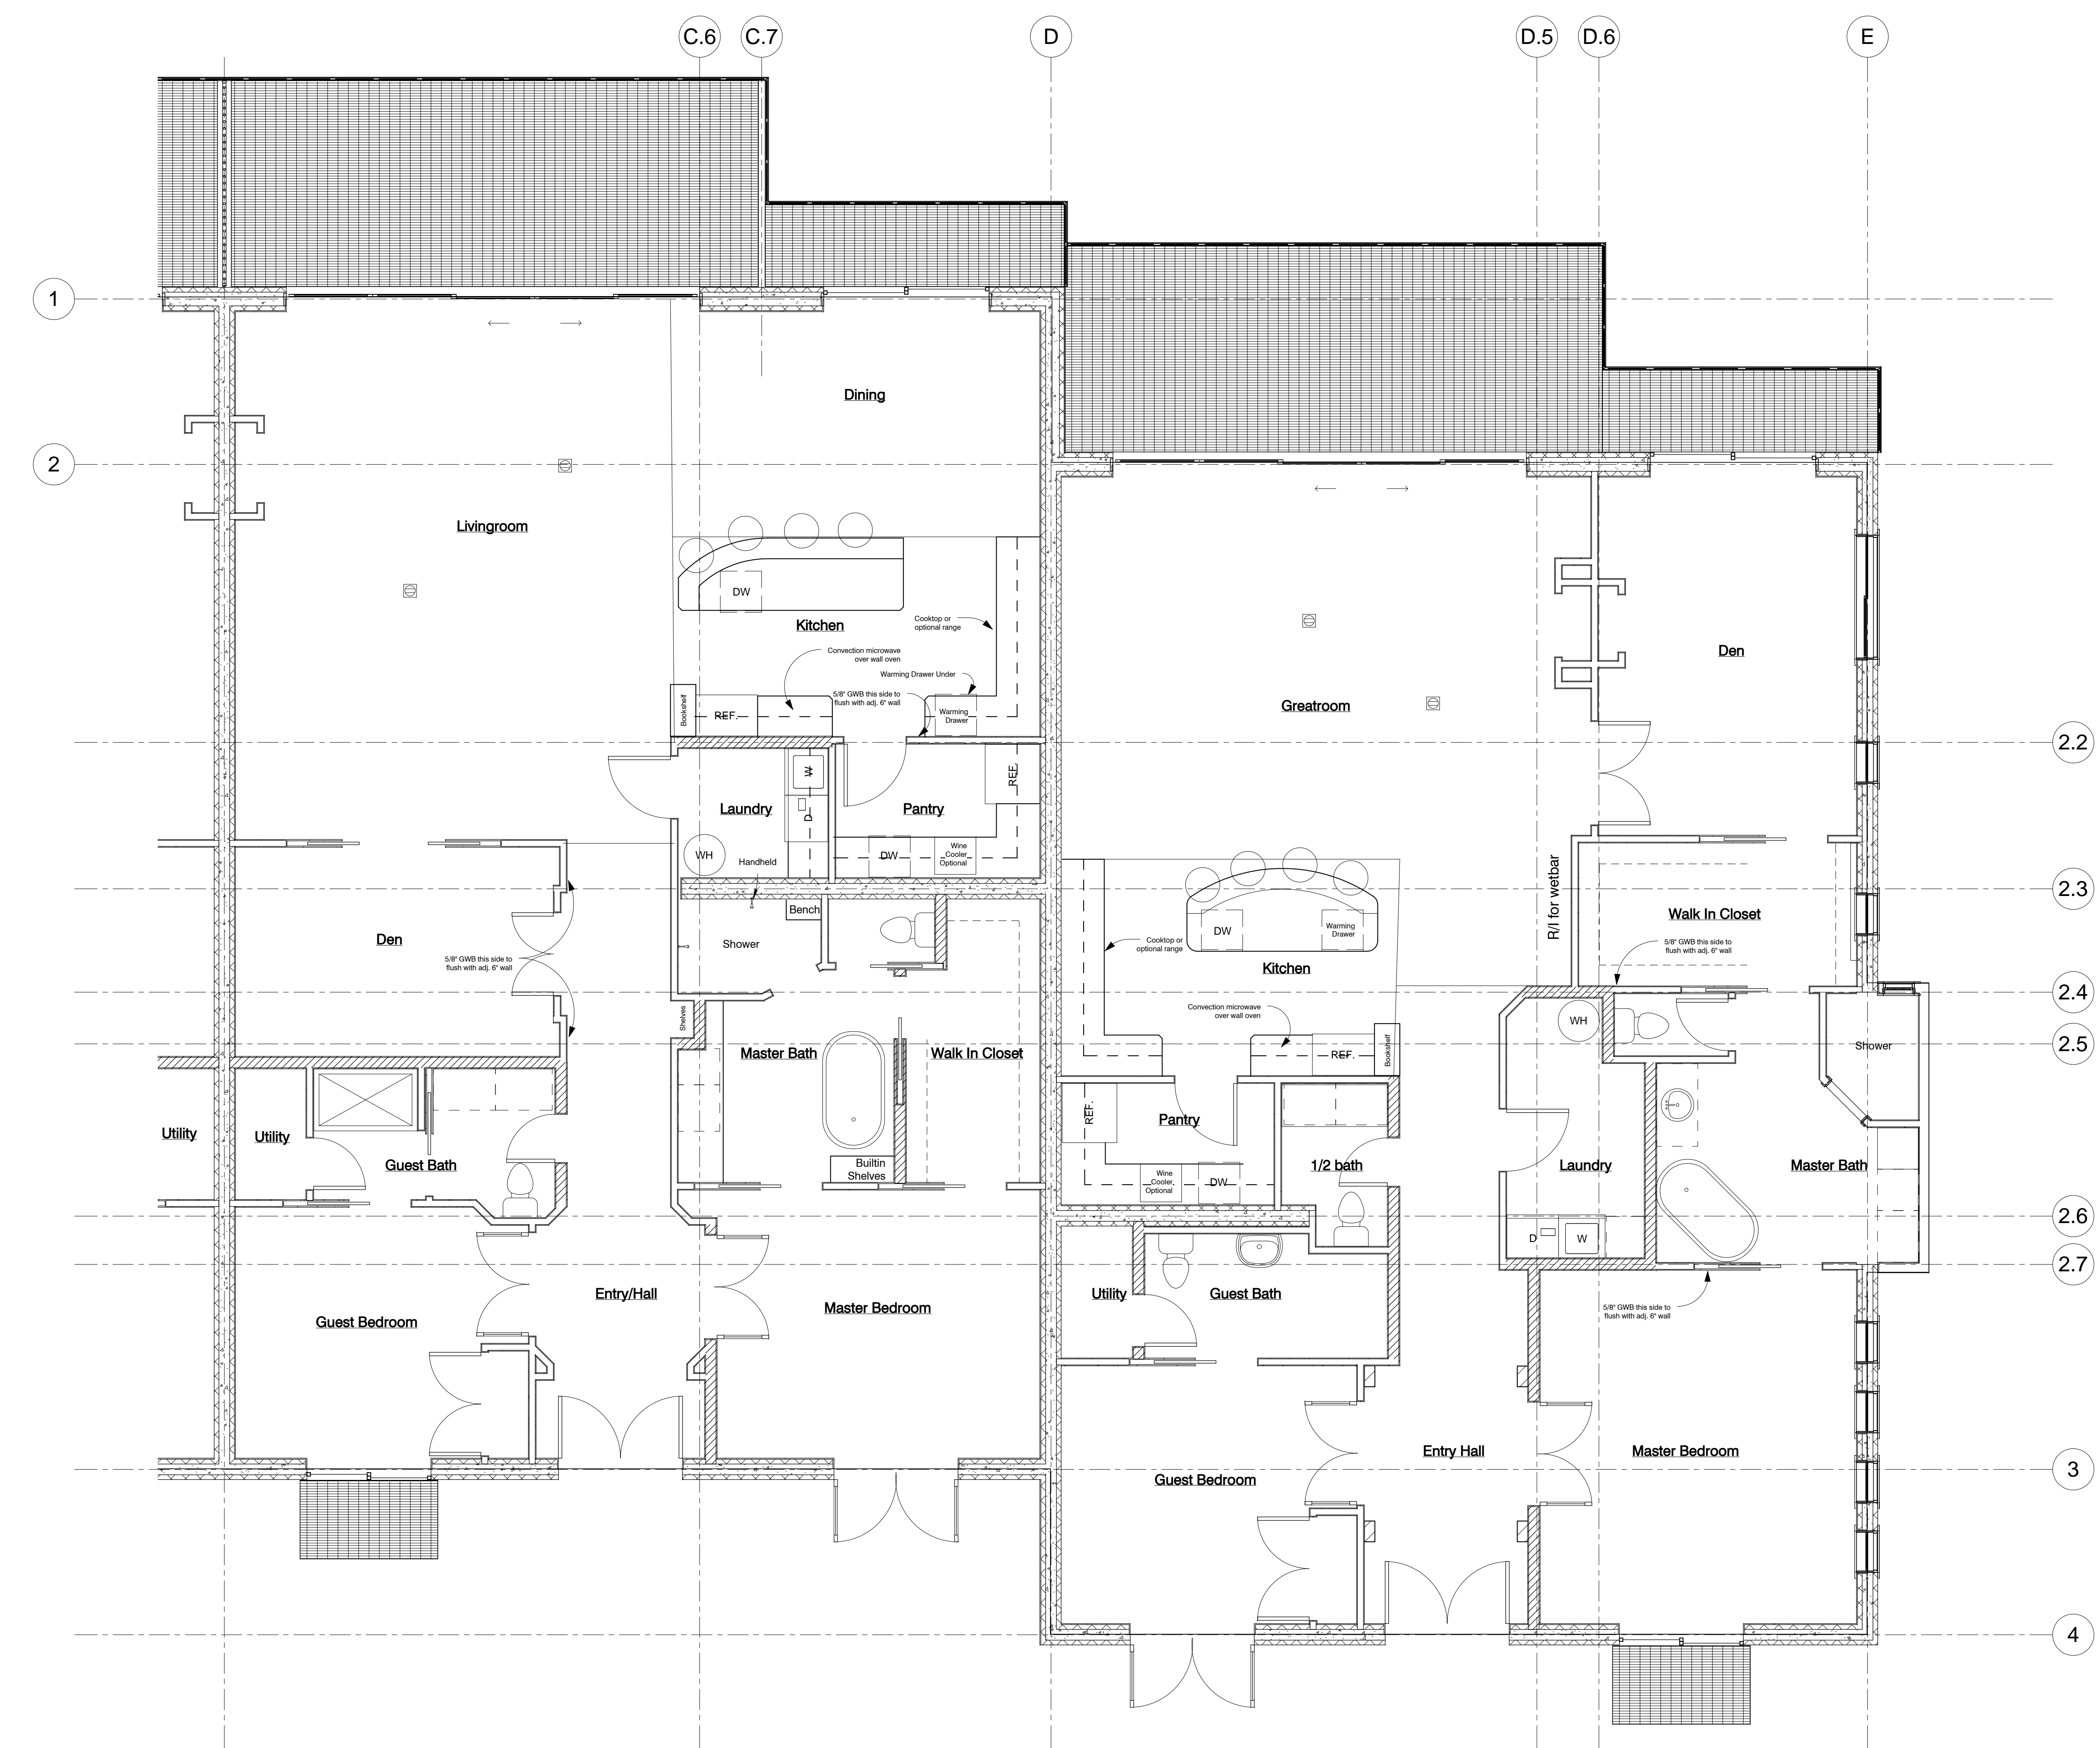 C.6
C.7
D
D.5
D.6
E
1
2
2.2
2.3
2.4
2.5
2.6
2.7
3
4
Dining
Livingroom
DW
Kitchen
Cooktop or
optional range
Convection microwave
over wall oven
Warming Drawer Under
5/8" GWB this side to
flush with adj. 6" wall
Bookshelf
REF.
Warming
Drawer
Laundry
W
D
WH
Handheld
Pantry
REF.
DW
Wine
Cooler
Optional
Den
5/8" GWB this side to
flush with adj. 6" wall
Bench
Shower
Shelves
Master Bath
Walk In Closet
Builtin
Shelves
Utility
Utility
Guest Bath
Entry/Hall
Guest Bedroom
Master Bedroom
Greatroom
Den
R/I for wetbar
Walk In Closet
5/8" GWB this side to
flush with adj. 6" wall
DW
Warming
Drawer
Cooktop or
optional range
Kitchen
Convection microwave
over wall oven
REF.
Bookshelf
WH
Shower
REF.
Pantry
Wine
Cooler
Optional
DW
1/2 bath
Laundry
Master Bath
D
W
Utility
Guest Bath
5/8" GWB this side to
flush with adj. 6" wall
Entry Hall
Master Bedroom
Guest Bedroom